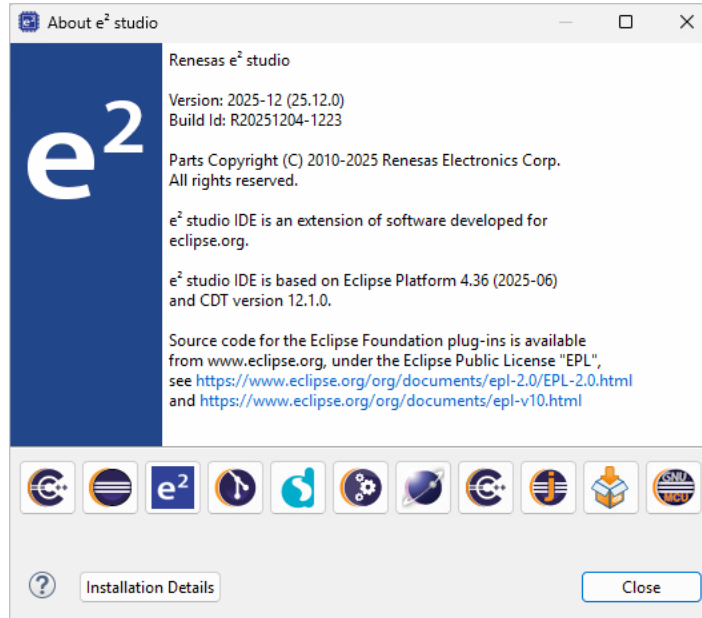 About e² studio
e²
Renesas e² studio
Version: 2025-12 (25.12.0)
Build Id: R20251204-1223
Parts Copyright (C) 2010-2025 Renesas Electronics Corp.
All rights reserved.
e² studio IDE is an extension of software developed for
eclipse.org.
e² studio IDE is based on Eclipse Platform 4.36 (2025-06)
and CDT version 12.1.0.
Source code for the Eclipse Foundation plug-ins is available
from www.eclipse.org, under the Eclipse Public License "EPL",
see https://www.eclipse.org/org/documents/epl-2.0/EPL-2.0.html
and https://www.eclipse.org/org/documents/epl-v10.html
e²
GNU
MCU
? Installation Details Close